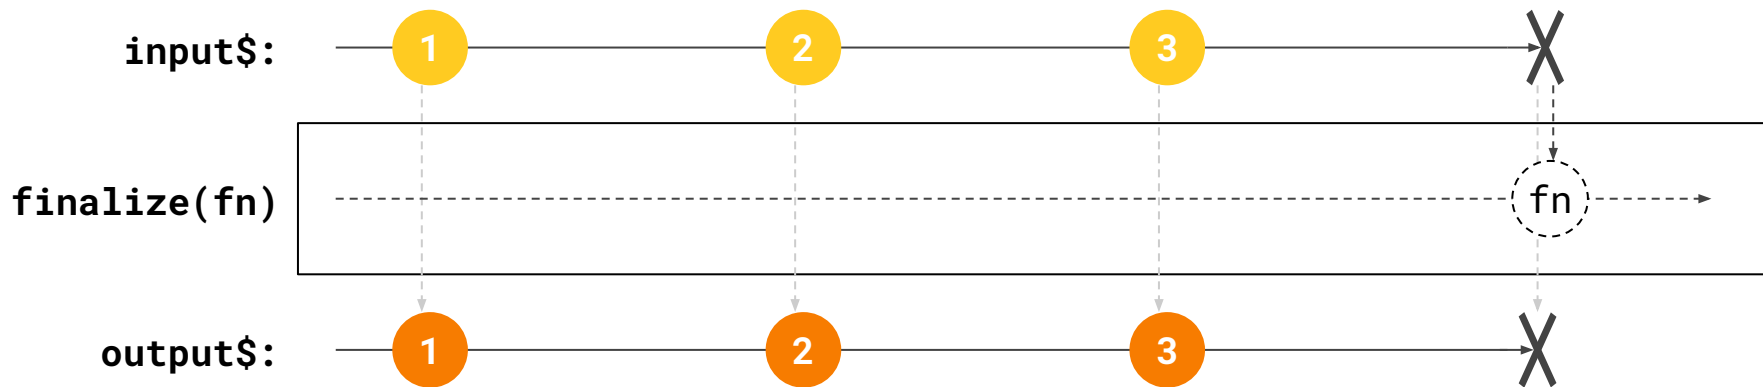 input$: 1 2 3 X
finalize(fn) fn
output$: 1 2 3 X